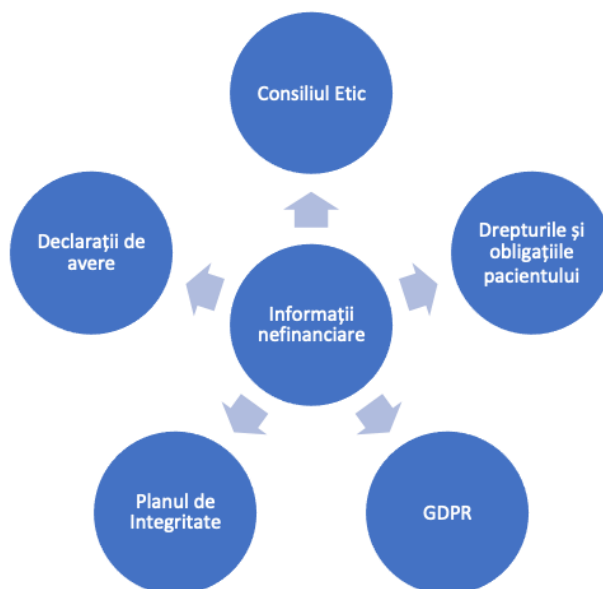 Consiliul Etic
Declarații de
avere
Drepturile și
obligațiile
pacientului
Informații
nefinanciare
Planul de
Integritate
GDPR